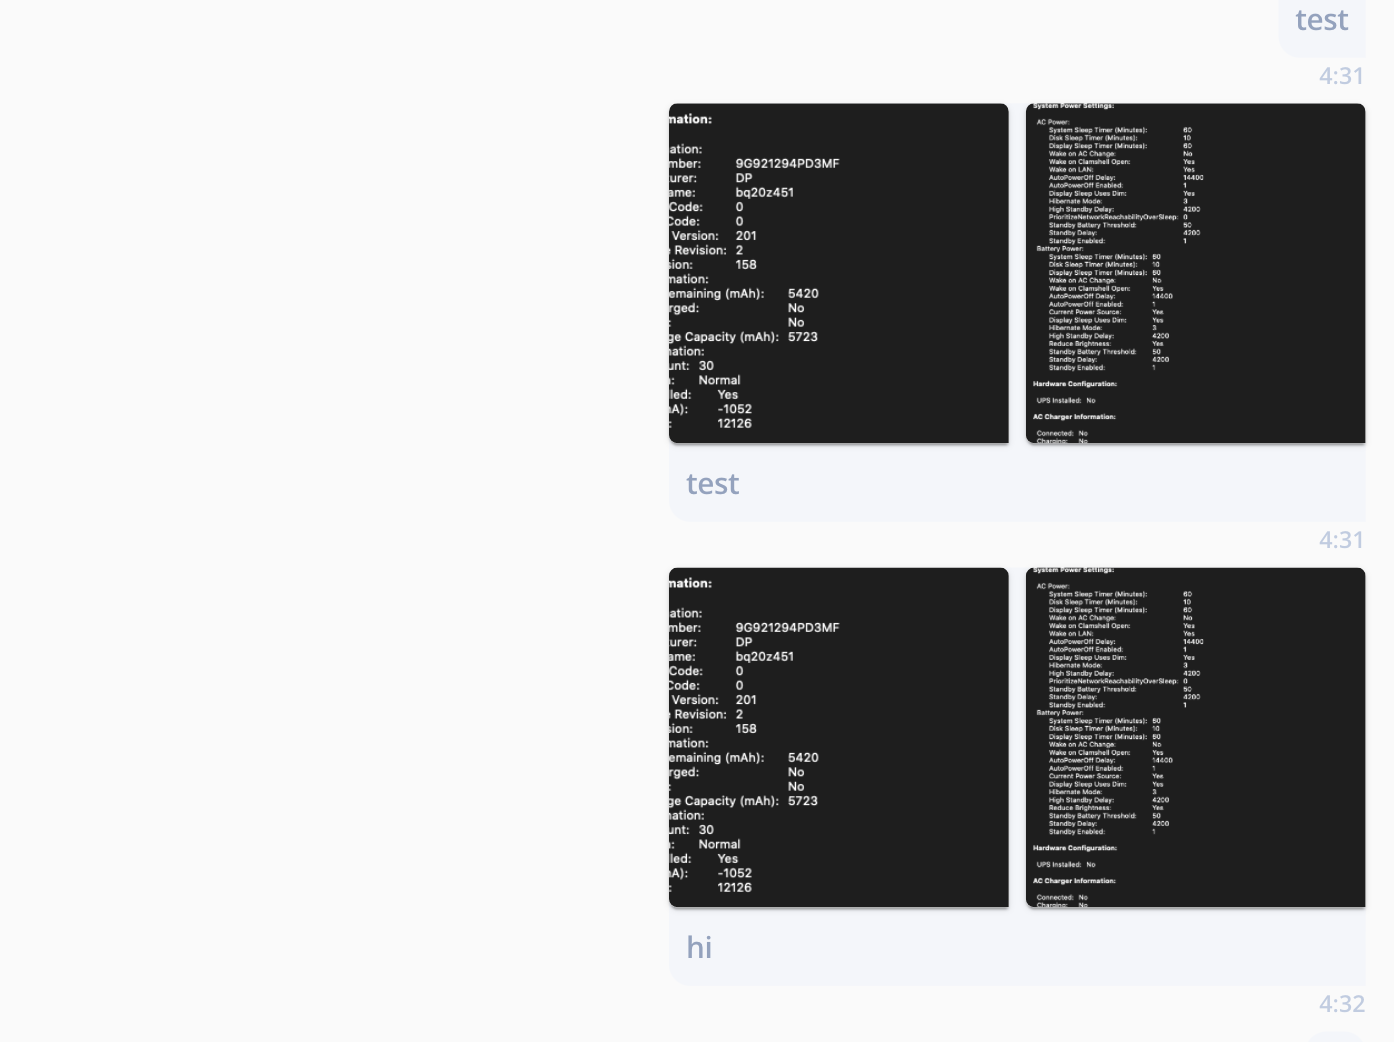 test
4:31
mation:
ation:
mber: 9G921294PD3MF
urer: DP
ame: bq20z451
Code: 0
Code: 0
Version: 201
Revision: 2
sion: 158
mation:
emaining (mAh): 5420
rged: No
: No
ge Capacity (mAh): 5723
nation:
unt: 30
: Normal
led: Yes
A): -1052
: 12126
System Power Settings:
AC Power:
System Sleep Timer (Minutes): 60
Disk Sleep Timer (Minutes): 10
Display Sleep Timer (Minutes): 60
Wake on AC Change: No
Wake on Clamshell Open: Yes
Wake on LAN: Yes
AutoPowerOff Delay: 14400
AutoPowerOff Enabled: 1
Display Sleep Uses Dim: Yes
Hibernate Mode: 3
High Standby Delay: 4200
PrioritizeNetworkReachabilityOverSleep: 0
Standby Battery Threshold: 50
Standby Delay: 4200
Standby Enabled: 1
Battery Power:
System Sleep Timer (Minutes): 60
Disk Sleep Timer (Minutes): 10
Display Sleep Timer (Minutes): 60
Wake on AC Change: No
Wake on Clamshell Open: Yes
AutoPowerOff Delay: 14400
AutoPowerOff Enabled: 1
Current Power Source: Yes
Display Sleep Uses Dim: Yes
Hibernate Mode: 3
High Standby Delay: 4200
Reduce Brightness: Yes
Standby Battery Threshold: 50
Standby Delay: 4200
Standby Enabled: 1
Hardware Configuration:
UPS Installed: No
AC Charger Information:
Connected: No
Charging: No
test
4:31
mation:
ation:
mber: 9G921294PD3MF
urer: DP
ame: bq20z451
Code: 0
Code: 0
Version: 201
Revision: 2
sion: 158
mation:
emaining (mAh): 5420
rged: No
: No
ge Capacity (mAh): 5723
nation:
unt: 30
: Normal
led: Yes
A): -1052
: 12126
System Power Settings:
AC Power:
System Sleep Timer (Minutes): 60
Disk Sleep Timer (Minutes): 10
Display Sleep Timer (Minutes): 60
Wake on AC Change: No
Wake on Clamshell Open: Yes
Wake on LAN: Yes
AutoPowerOff Delay: 14400
AutoPowerOff Enabled: 1
Display Sleep Uses Dim: Yes
Hibernate Mode: 3
High Standby Delay: 4200
PrioritizeNetworkReachabilityOverSleep: 0
Standby Battery Threshold: 50
Standby Delay: 4200
Standby Enabled: 1
Battery Power:
System Sleep Timer (Minutes): 60
Disk Sleep Timer (Minutes): 10
Display Sleep Timer (Minutes): 60
Wake on AC Change: No
Wake on Clamshell Open: Yes
AutoPowerOff Delay: 14400
AutoPowerOff Enabled: 1
Current Power Source: Yes
Display Sleep Uses Dim: Yes
Hibernate Mode: 3
High Standby Delay: 4200
Reduce Brightness: Yes
Standby Battery Threshold: 50
Standby Delay: 4200
Standby Enabled: 1
Hardware Configuration:
UPS Installed: No
AC Charger Information:
Connected: No
Charging: No
hi
4:32